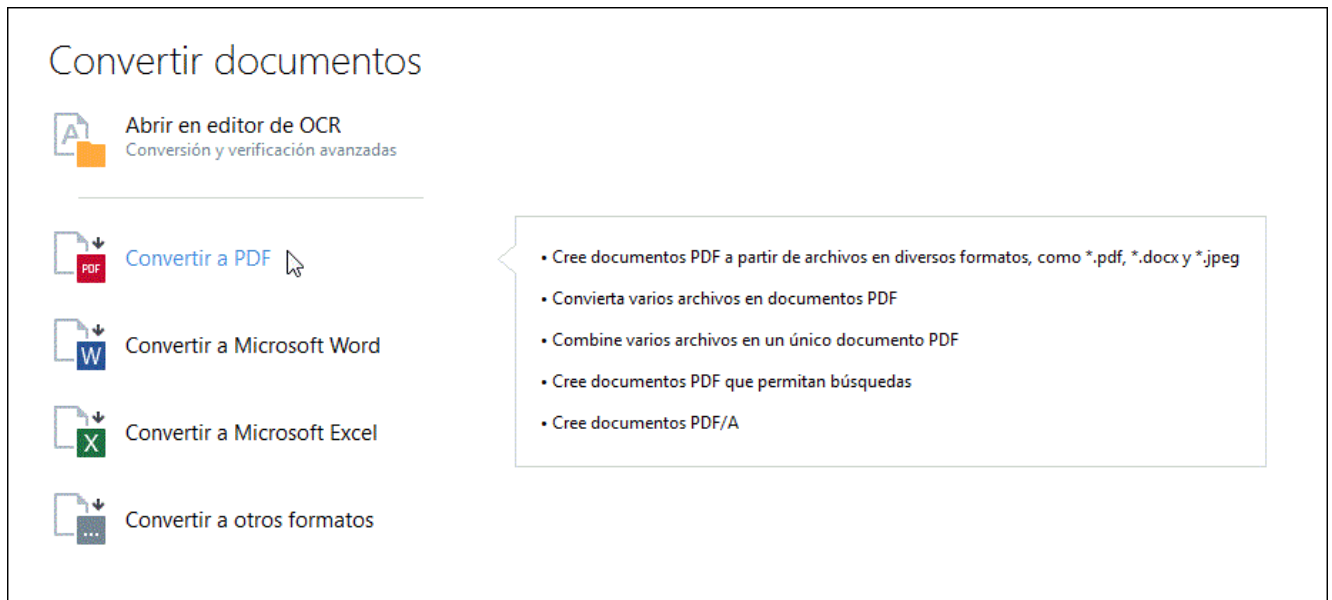 Convertir documentos
A
Abrir en editor de OCR
Conversión y verificación avanzadas
PDF
Convertir a PDF
• Cree documentos PDF a partir de archivos en diversos formatos, como *.pdf, *.docx y *.jpeg
• Convierta varios archivos en documentos PDF
• Combine varios archivos en un único documento PDF
• Cree documentos PDF que permitan búsquedas
• Cree documentos PDF/A
W
Convertir a Microsoft Word
X
Convertir a Microsoft Excel
...
Convertir a otros formatos